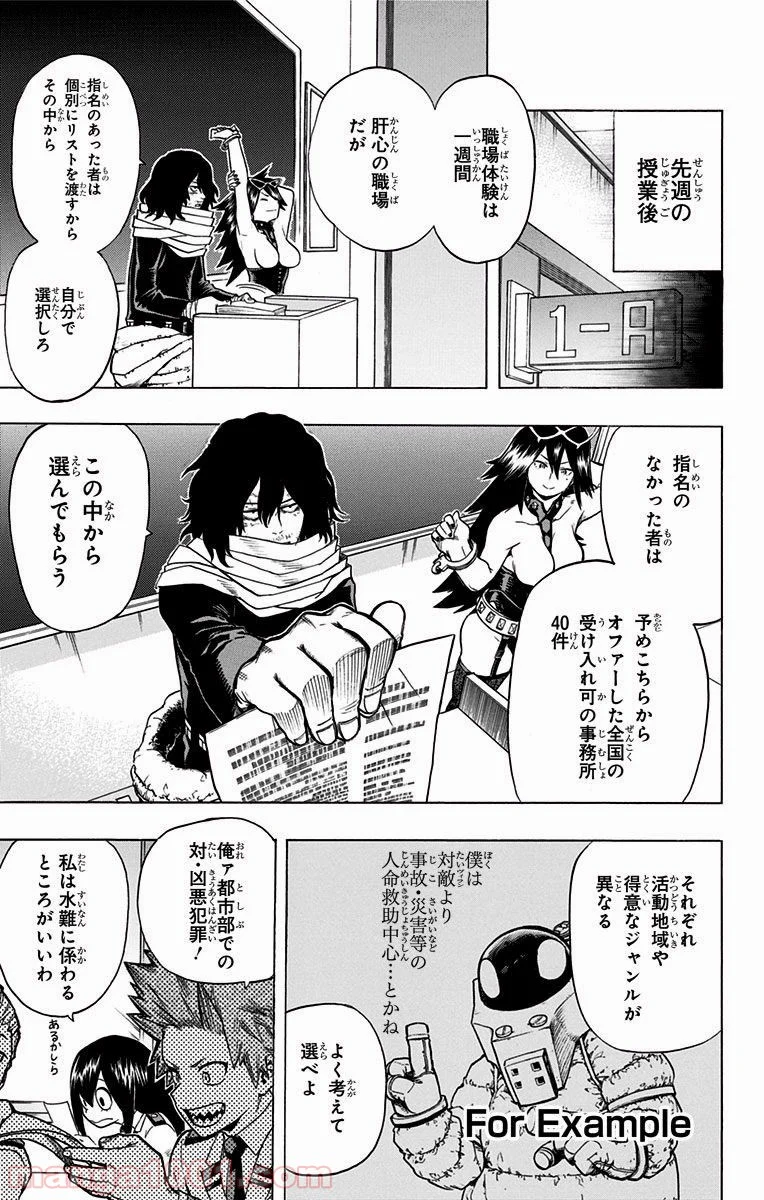 先週の
授業後
1-A
職場体験は
一週間
肝心の職場
だが
指名のあった者は
個別にリストを渡すから
その中から
自分で
選択しろ
指名の
なかった者は
予めこちらから
オファーした全国の
受け入れ可の事務所
40件
この中から
選んでもらう
それぞれ
活動地域や
得意なジャンルが
異なる
僕は
対敵より
事故・災害等の
人命救助中心…とかね
For Example
よく考えて
選べよ
俺ァ都市部での
対・凶悪犯罪!
私は水難に係わる
ところがいいわ
あるかしら